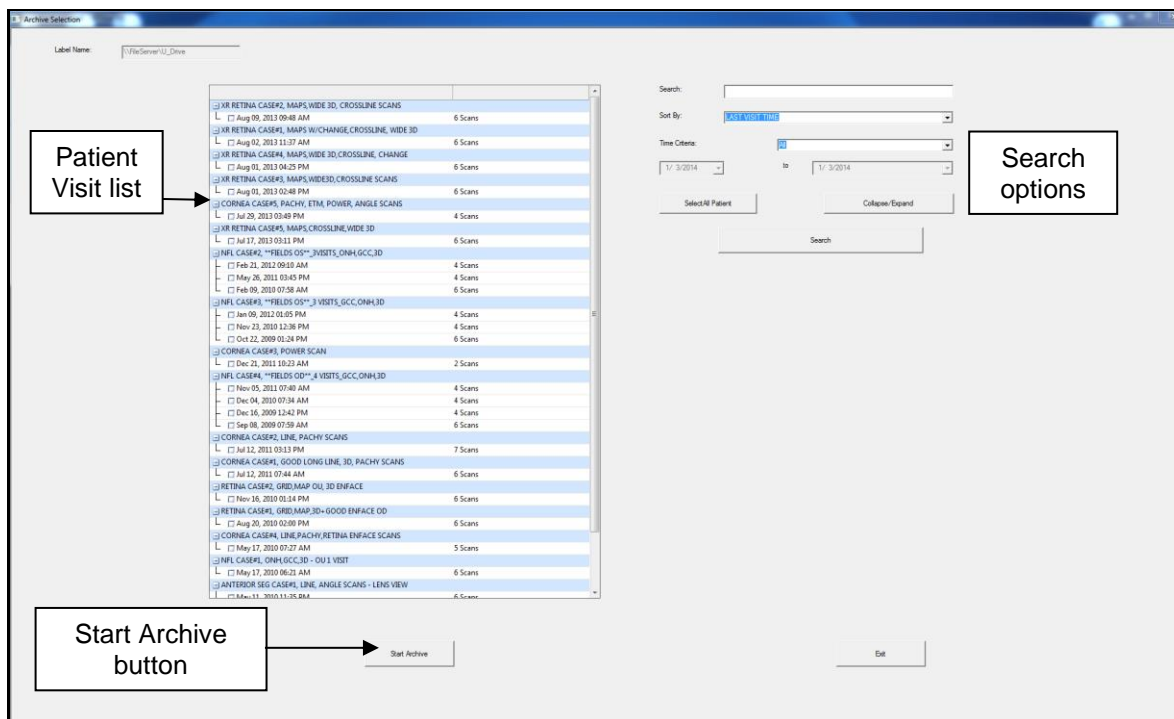 Archive Selection
Label Name: \\FileServer\U_Drive
XR RETINA CASE#2, MAPS,WIDE 3D, CROSSLINE SCANS
Aug 09, 2013 09:48 AM 6 Scans
XR RETINA CASE#1, MAPS W/CHANGE,CROSSLINE, WIDE 3D
Aug 02, 2013 11:37 AM 6 Scans
XR RETINA CASE#4, MAPS,WIDE 3D,CROSSLINE, CHANGE
Aug 01, 2013 04:25 PM 6 Scans
XR RETINA CASE#3, MAPS,WIDE3D,CROSSLINE SCANS
Aug 01, 2013 02:48 PM 6 Scans
CORNEA CASE#5, PACHY, ETM, POWER, ANGLE SCANS
Jul 29, 2013 03:49 PM 4 Scans
XR RETINA CASE#5, MAPS,CROSSLINE,WIDE 3D
Jul 17, 2013 03:11 PM 6 Scans
NFL CASE#2, **FIELDS OS**_3VISITS_ONH,GCC,3D
Feb 21, 2012 09:10 AM 4 Scans
May 26, 2011 03:45 PM 4 Scans
Feb 09, 2010 07:58 AM 6 Scans
NFL CASE#3, **FIELDS OS**_3 VISITS_GCC,ONH,3D
Jan 09, 2012 01:05 PM 4 Scans
Nov 23, 2010 12:36 PM 4 Scans
Oct 22, 2009 01:24 PM 6 Scans
CORNEA CASE#3, POWER SCAN
Dec 21, 2011 10:23 AM 2 Scans
NFL CASE#4, **FIELDS OD**_4 VISITS_GCC,ONH,3D
Nov 05, 2011 07:40 AM 4 Scans
Dec 04, 2010 07:34 AM 4 Scans
Dec 16, 2009 12:42 PM 4 Scans
Sep 08, 2009 07:59 AM 6 Scans
CORNEA CASE#2, LINE, PACHY SCANS
Jul 12, 2011 03:13 PM 7 Scans
CORNEA CASE#1, GOOD LONG LINE, 3D, PACHY SCANS
Jul 12, 2011 07:44 AM 6 Scans
RETINA CASE#2, GRID,MAP OU, 3D ENFACE
Nov 16, 2010 01:14 PM 6 Scans
RETINA CASE#1, GRID,MAP,3D+GOOD ENFACE OD
Aug 20, 2010 02:00 PM 6 Scans
CORNEA CASE#4, LINE,PACHY,RETINA ENFACE SCANS
May 17, 2010 07:27 AM 5 Scans
NFL CASE#1, ONH,GCC,3D - OU 1 VISIT
May 17, 2010 06:21 AM 6 Scans
ANTERIOR SEG CASE#1, LINE, ANGLE SCANS - LENS VIEW
May 11, 2010 11:35 PM 6 Scans
Search:
Sort By: LAST VISIT TIME
Time Criteria: All
1/ 3/2014 to 1/ 3/2014
Select All Patient Collapse/Expand
Search
Patient
Visit list
Search
options
Start Archive
button
Start Archive
Exit